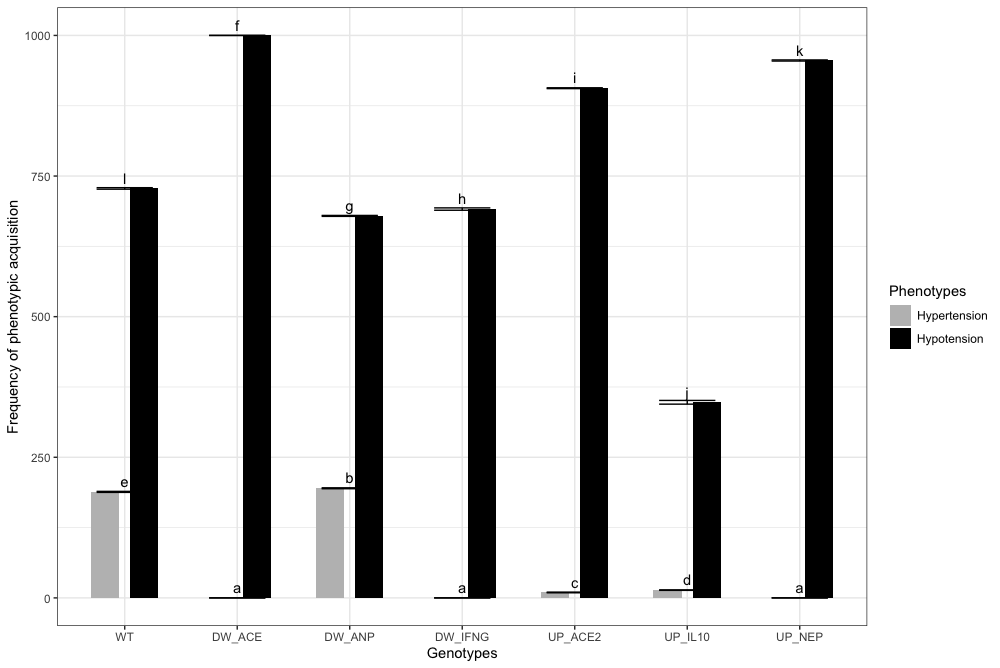 f
1000
k
i
l
750
h
g
Frequency of phenotypic acquisition
Phenotypes
Hypertension
Hypotension
500
j
250
e
b
c
d
a
a
a
0
WT
DW_ACE
DW_ANP
DW_IFNG
UP_ACE2
UP_IL10
UP_NEP
Genotypes